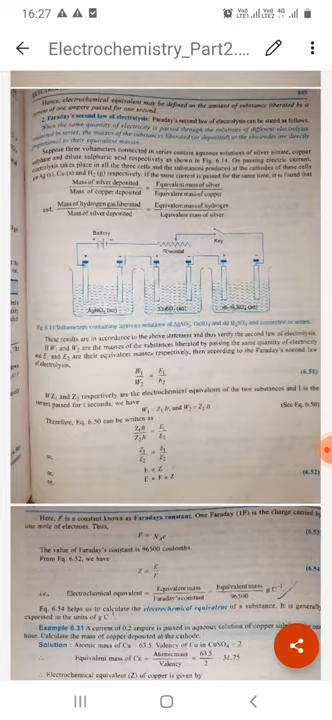 16:27
Electrochemistry_Part2....
449
Hence, electrochemical equivalent may be defined as the amount of substance liberated by a
current of one ampere passed for one second.
2. Faraday's second law of electrolysis: Faraday's second law of electrolysis can be stated as follows.
When the same quantity of electricity is passed through the solutions of different electrolytes
connected in series, the masses of the substances liberated (or deposited) at the electrodes are directly
proportional to their equivalent masses.
Suppose three voltameters connected in series contain aqueous solutions of silver nitrate, copper
sulphate and dilute sulphuric acid respectively as shown in Fig. 6.14. On passing electric current,
electrolysis takes place in all the three cells and the substances produced at the cathodes of these cells
are Ag (s), Cu (s) and H2 (g) respectively. If the same current is passed for the same time, it is found that
Mass of silver deposited / Mass of copper deposited = Equivalent mass of silver / Equivalent mass of copper
and, Mass of hydrogen gas liberated / Mass of silver deposited = Equivalent mass of hydrogen / Equivalent mass of silver
Battery
Key
Rheostat
AgNO3 (aq) CuSO4 (aq) dil. H2SO4 (aq)
Fig 6.14 Voltameters containing aqueous solutions of AgNO3, CuSO4 and dil H2SO4 and connected in series.
These results are in accordance to the above statement and thus verify the second law of electrolysis.
If W1 and W2 are the masses of the substances liberated by passing the same quantity of electricity
and E1 and E2 are their equivalent masses respectively, then according to the Faraday's second law
of electrolysis,
W1 / W2 = E1 / E2 (6.51)
If Z1 and Z2 respectively are the electrochemical equivalents of the two substances and I is the
current passed for t seconds, we have
W1 = Z1 It, and W2 = Z2 It (See Eq. 6.50)
Therefore, Eq. 6.50 can be written as
Z1It / Z2It = E1 / E2
or, Z1 / Z2 = E1 / E2
or, E ∝ Z
or, E = F × Z (6.52)
Here, F is a constant known as Faradays constant. One Faraday (1F) is the charge carried by
one mole of electrons. Thus,
F = NAe (6.53
The value of Faraday's constant is 96500 coulombs.
From Eq. 6.52, we have
Z = E / F (6.54
i.e., Electrochemical equivalent = Equivalent mass / Faraday's constant = Equivalent mass / 96500 g C-1
Eq. 6.54 helps us to calculate the electrochemical equivalent of a substance. It is generally
expressed in the units of g C-1
Example 6.31 A current of 0.2 ampere is passed in aqueous solution of copper one
hour. Calculate the mass of copper deposited at the cathode.
Solution : Atomic mass of Cu = 63.5, Valency of Cu in CuSO4 = 2
∴ Equivalent mass of Cu = Atomic mass / Valency = 63.5 / 2 = 31.75
∴ Electrochemical equivalent (Z) of copper is given by